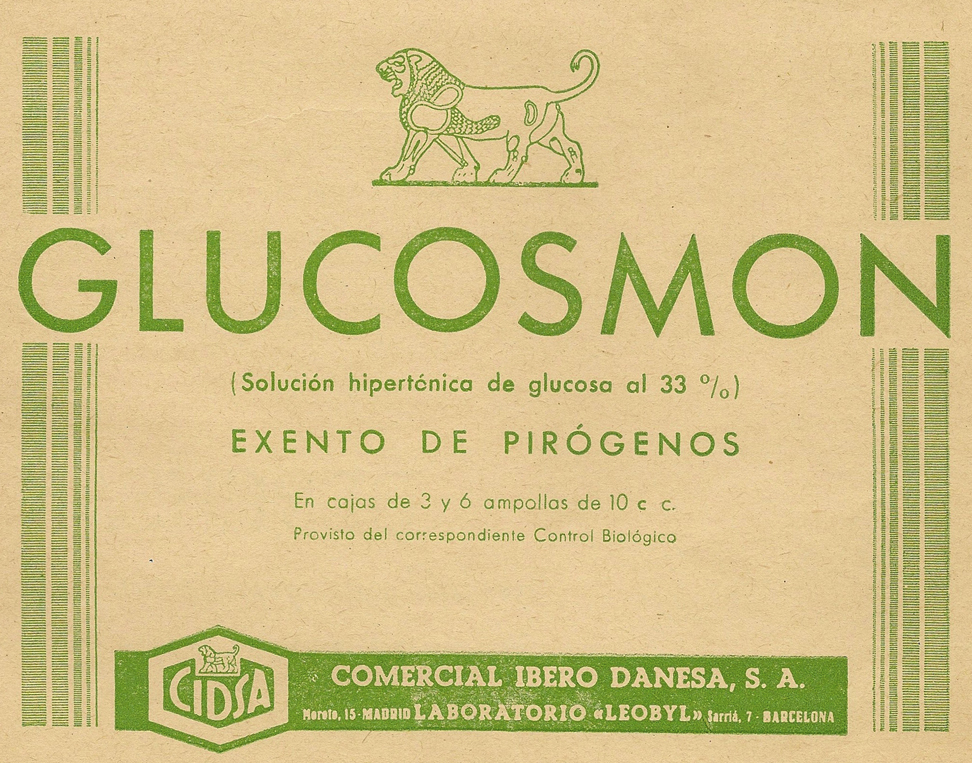 GLUCOSMON
(Solución hipertónica de glucosa al 33 %)
EXENTO DE PIRÓGENOS
En cajas de 3 y 6 ampollas de 10 c c.
Provisto del correspondiente Control Biológico
CIDSA
COMERCIAL IBERO DANESA, S. A.
Moreto, 15 - MADRID LABORATORIO «LEOBYL» Sarriá, 7 - BARCELONA